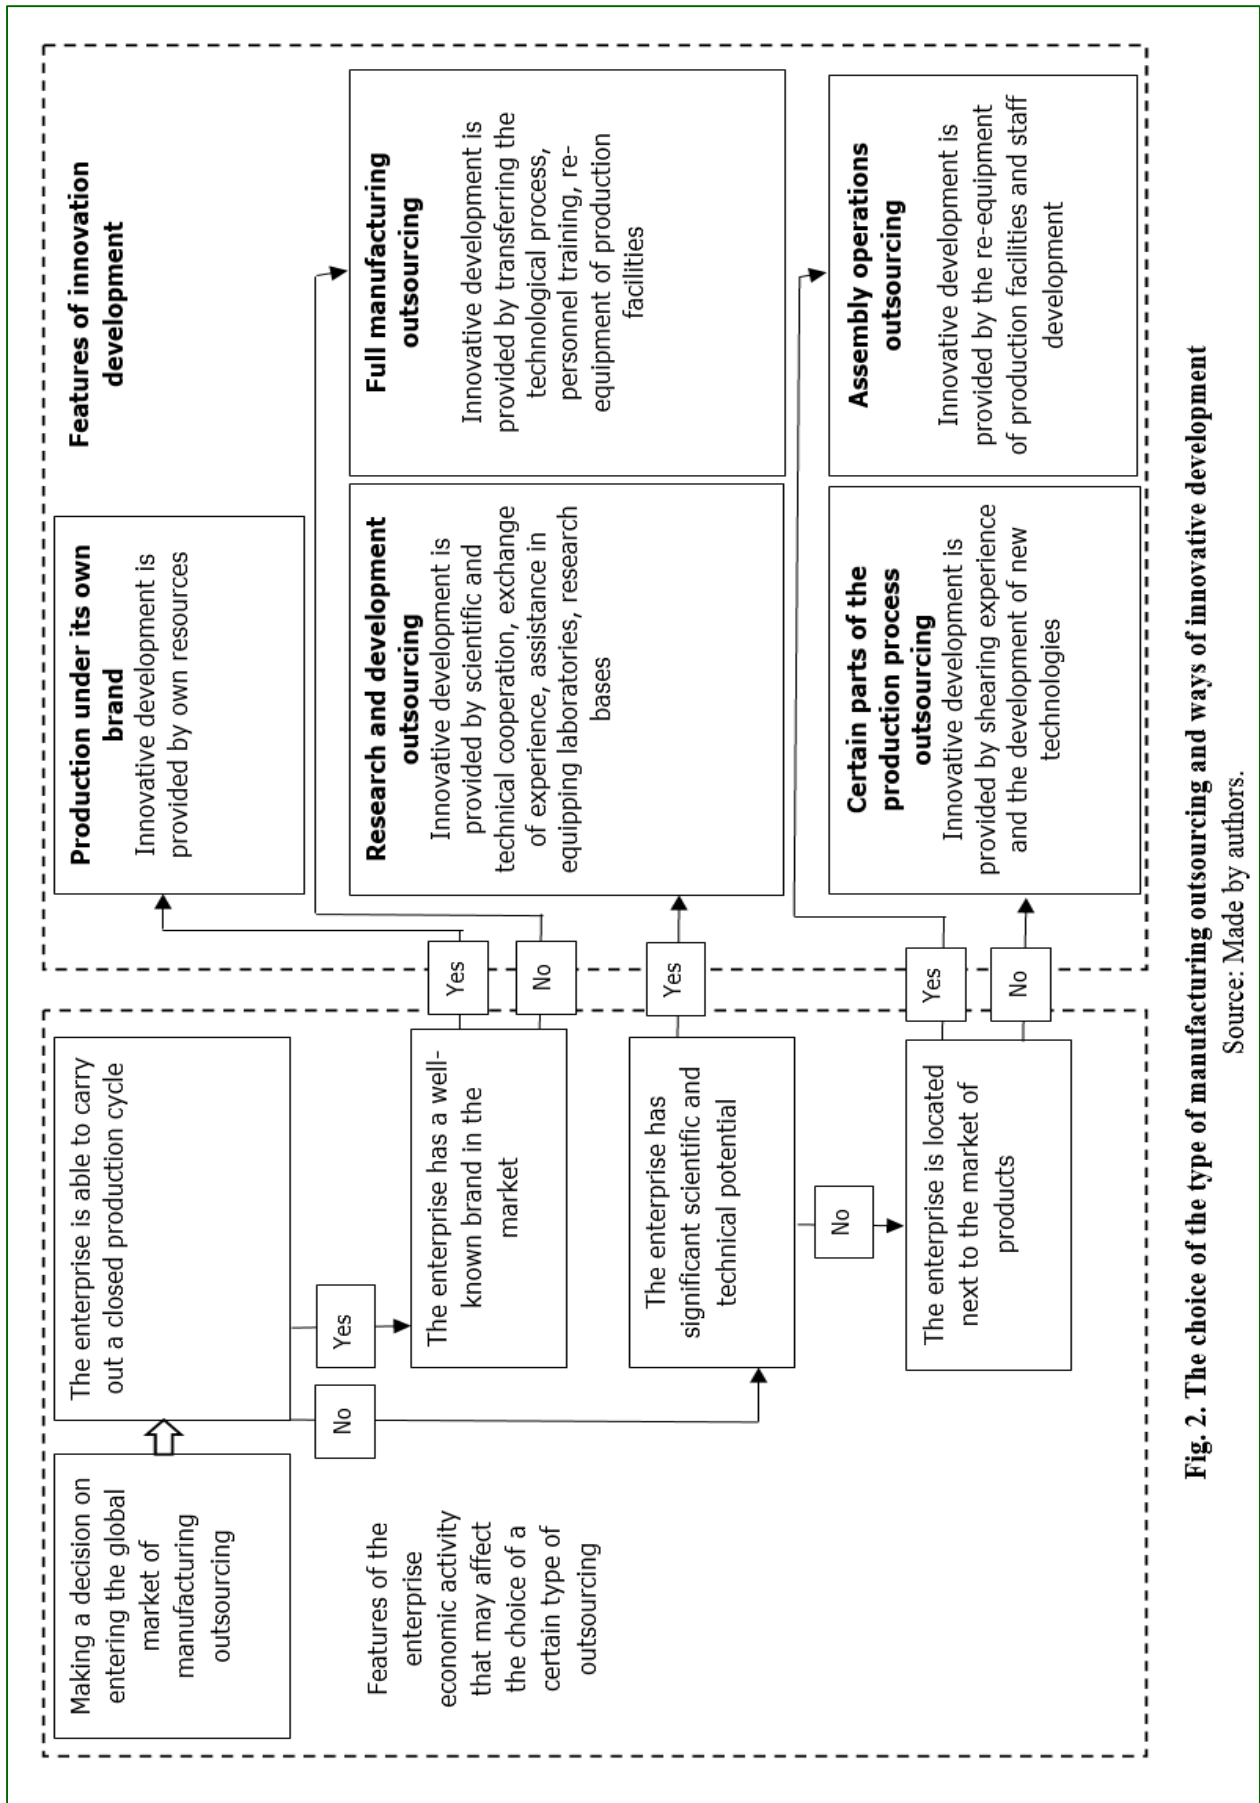 Making a decision on
entering the global
market of
manufacturing
outsourcing
The enterprise is able to carry
out a closed production cycle
Features of the
enterprise
economic activity
that may affect
the choice of a
certain type of
outsourcing
No
Yes
The enterprise has a well-
known brand in the
market
Yes
No
The enterprise has
significant scientific and
technical potential
Yes
No
The enterprise is located
next to the market of
products
Yes
No
Production under its own
brand
Innovative development is
provided by own resources
Features of innovation
development
Research and development
outsourcing
Innovative development is
provided by scientific and
technical cooperation, exchange
of experience, assistance in
equipping laboratories, research
bases
Full manufacturing
outsourcing
Innovative development is
provided by transferring the
technological process,
personnel training, re-
equipment of production
facilities
Certain parts of the
production process
outsourcing
Innovative development is
provided by shearing experience
and the development of new
technologies
Assembly operations
outsourcing
Innovative development is
provided by the re-equipment
of production facilities and staff
development
Fig. 2. The choice of the type of manufacturing outsourcing and ways of innovative development
Source: Made by authors.